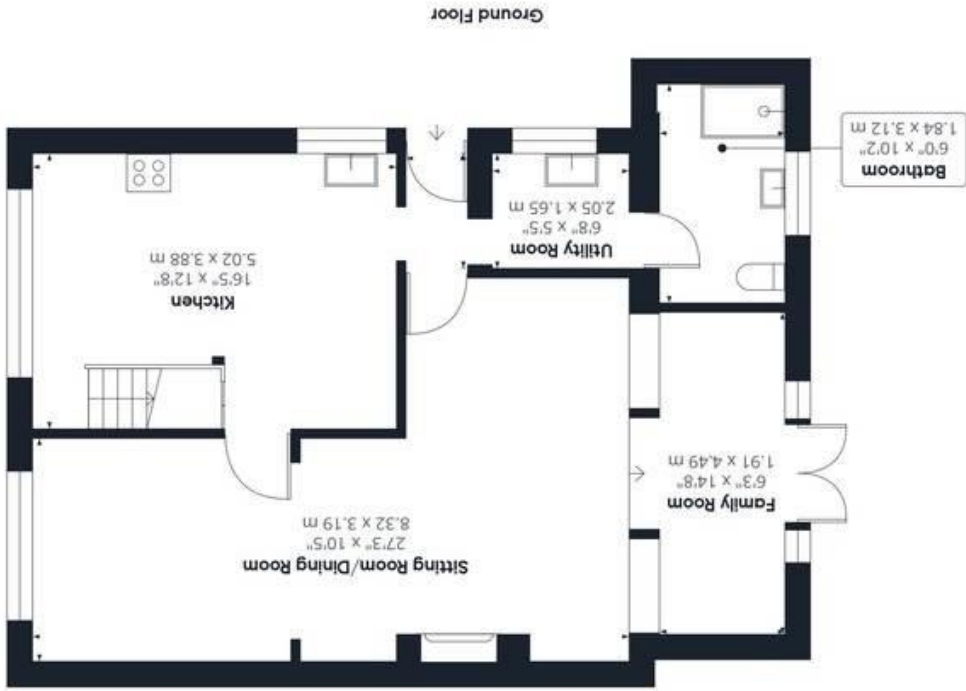 Family Room
6'3" x 14'8"
1.91 x 4.49 m
Sitting Room/Dining Room
27'3" x 10'5"
8.32 x 3.19 m
Bathroom
6'0" x 10'2"
1.84 x 3.12 m
Utility Room
6'8" x 5'5"
2.05 x 1.65 m
Kitchen
16'5" x 12'8"
5.02 x 3.88 m
Ground Floor